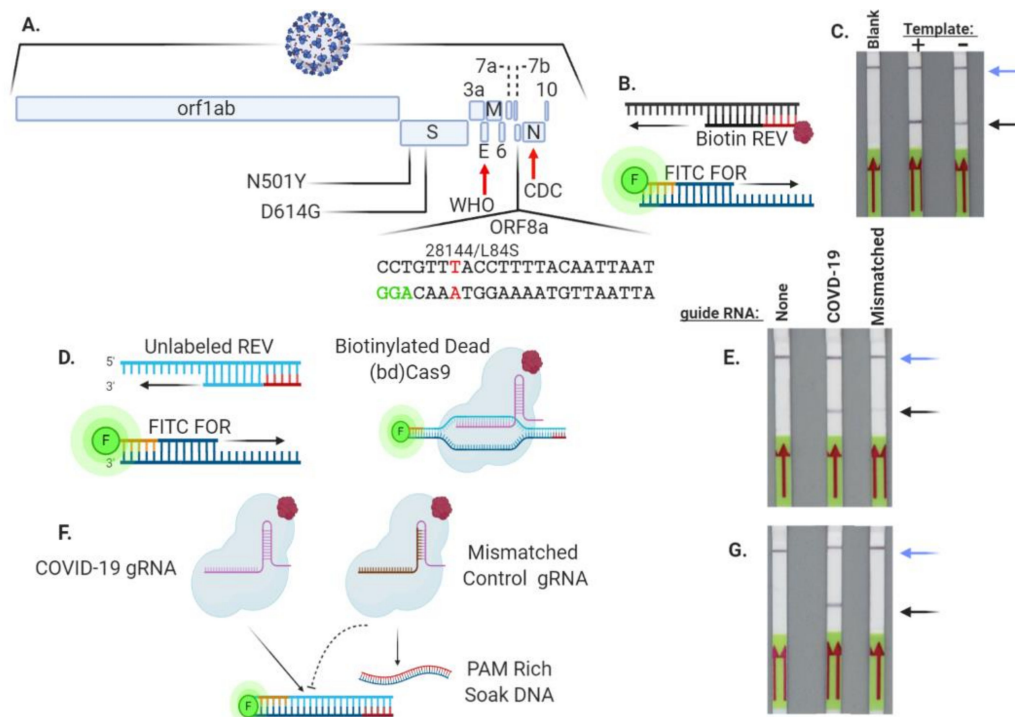 A.
7a
7b
3a
M
10
orf1ab
S
N
E
6
N501Y
D614G
WHO
CDC
ORF8a
28144/L84S
CCTGTTTACCTTTTACAATTAAT
GGACAAATGGAAAATGTTAATTA
B.
Biotin REV
F
FITC FOR
C.
Blank
Template:
+
-
D.
5'
Unlabeled REV
3'
F
FITC FOR
3'
Biotinylated Dead
(bd)Cas9
F
guide RNA:
None
COVD-19
Mismatched
E.
F.
COVID-19 gRNA
Mismatched
Control gRNA
PAM Rich
Soak DNA
F
G.